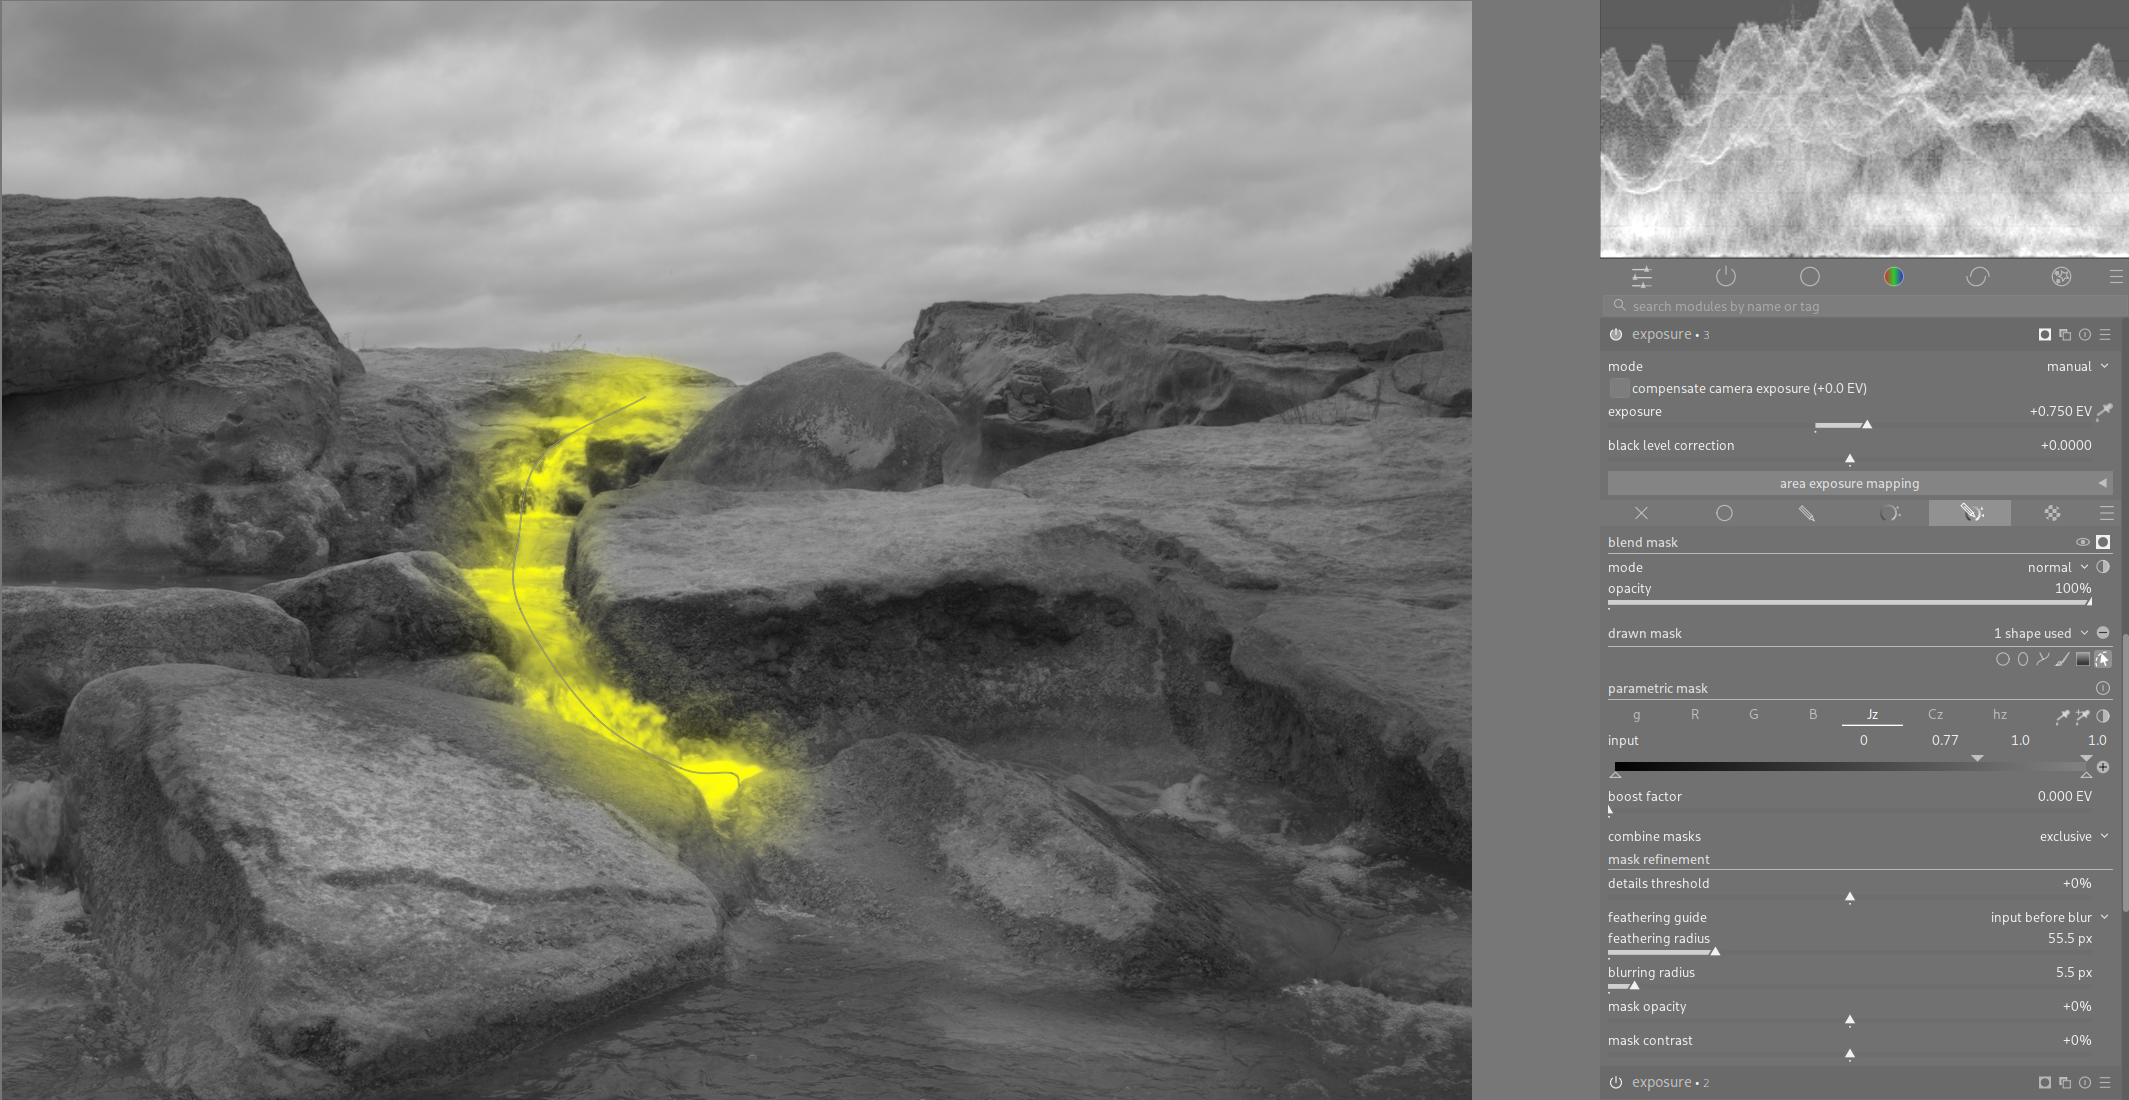 search modules by name or tag
exposure • 3
mode manual
compensate camera exposure (+0.0 EV)
exposure +0.750 EV
black level correction +0.0000
area exposure mapping
blend mask
mode normal
opacity 100%
drawn mask 1 shape used
parametric mask
g R G B Jz Cz hz
input 0 0.77 1.0 1.0
boost factor 0.000 EV
combine masks exclusive
mask refinement
details threshold +0%
feathering guide input before blur
feathering radius 55.5 px
blurring radius 5.5 px
mask opacity +0%
mask contrast +0%
exposure • 2